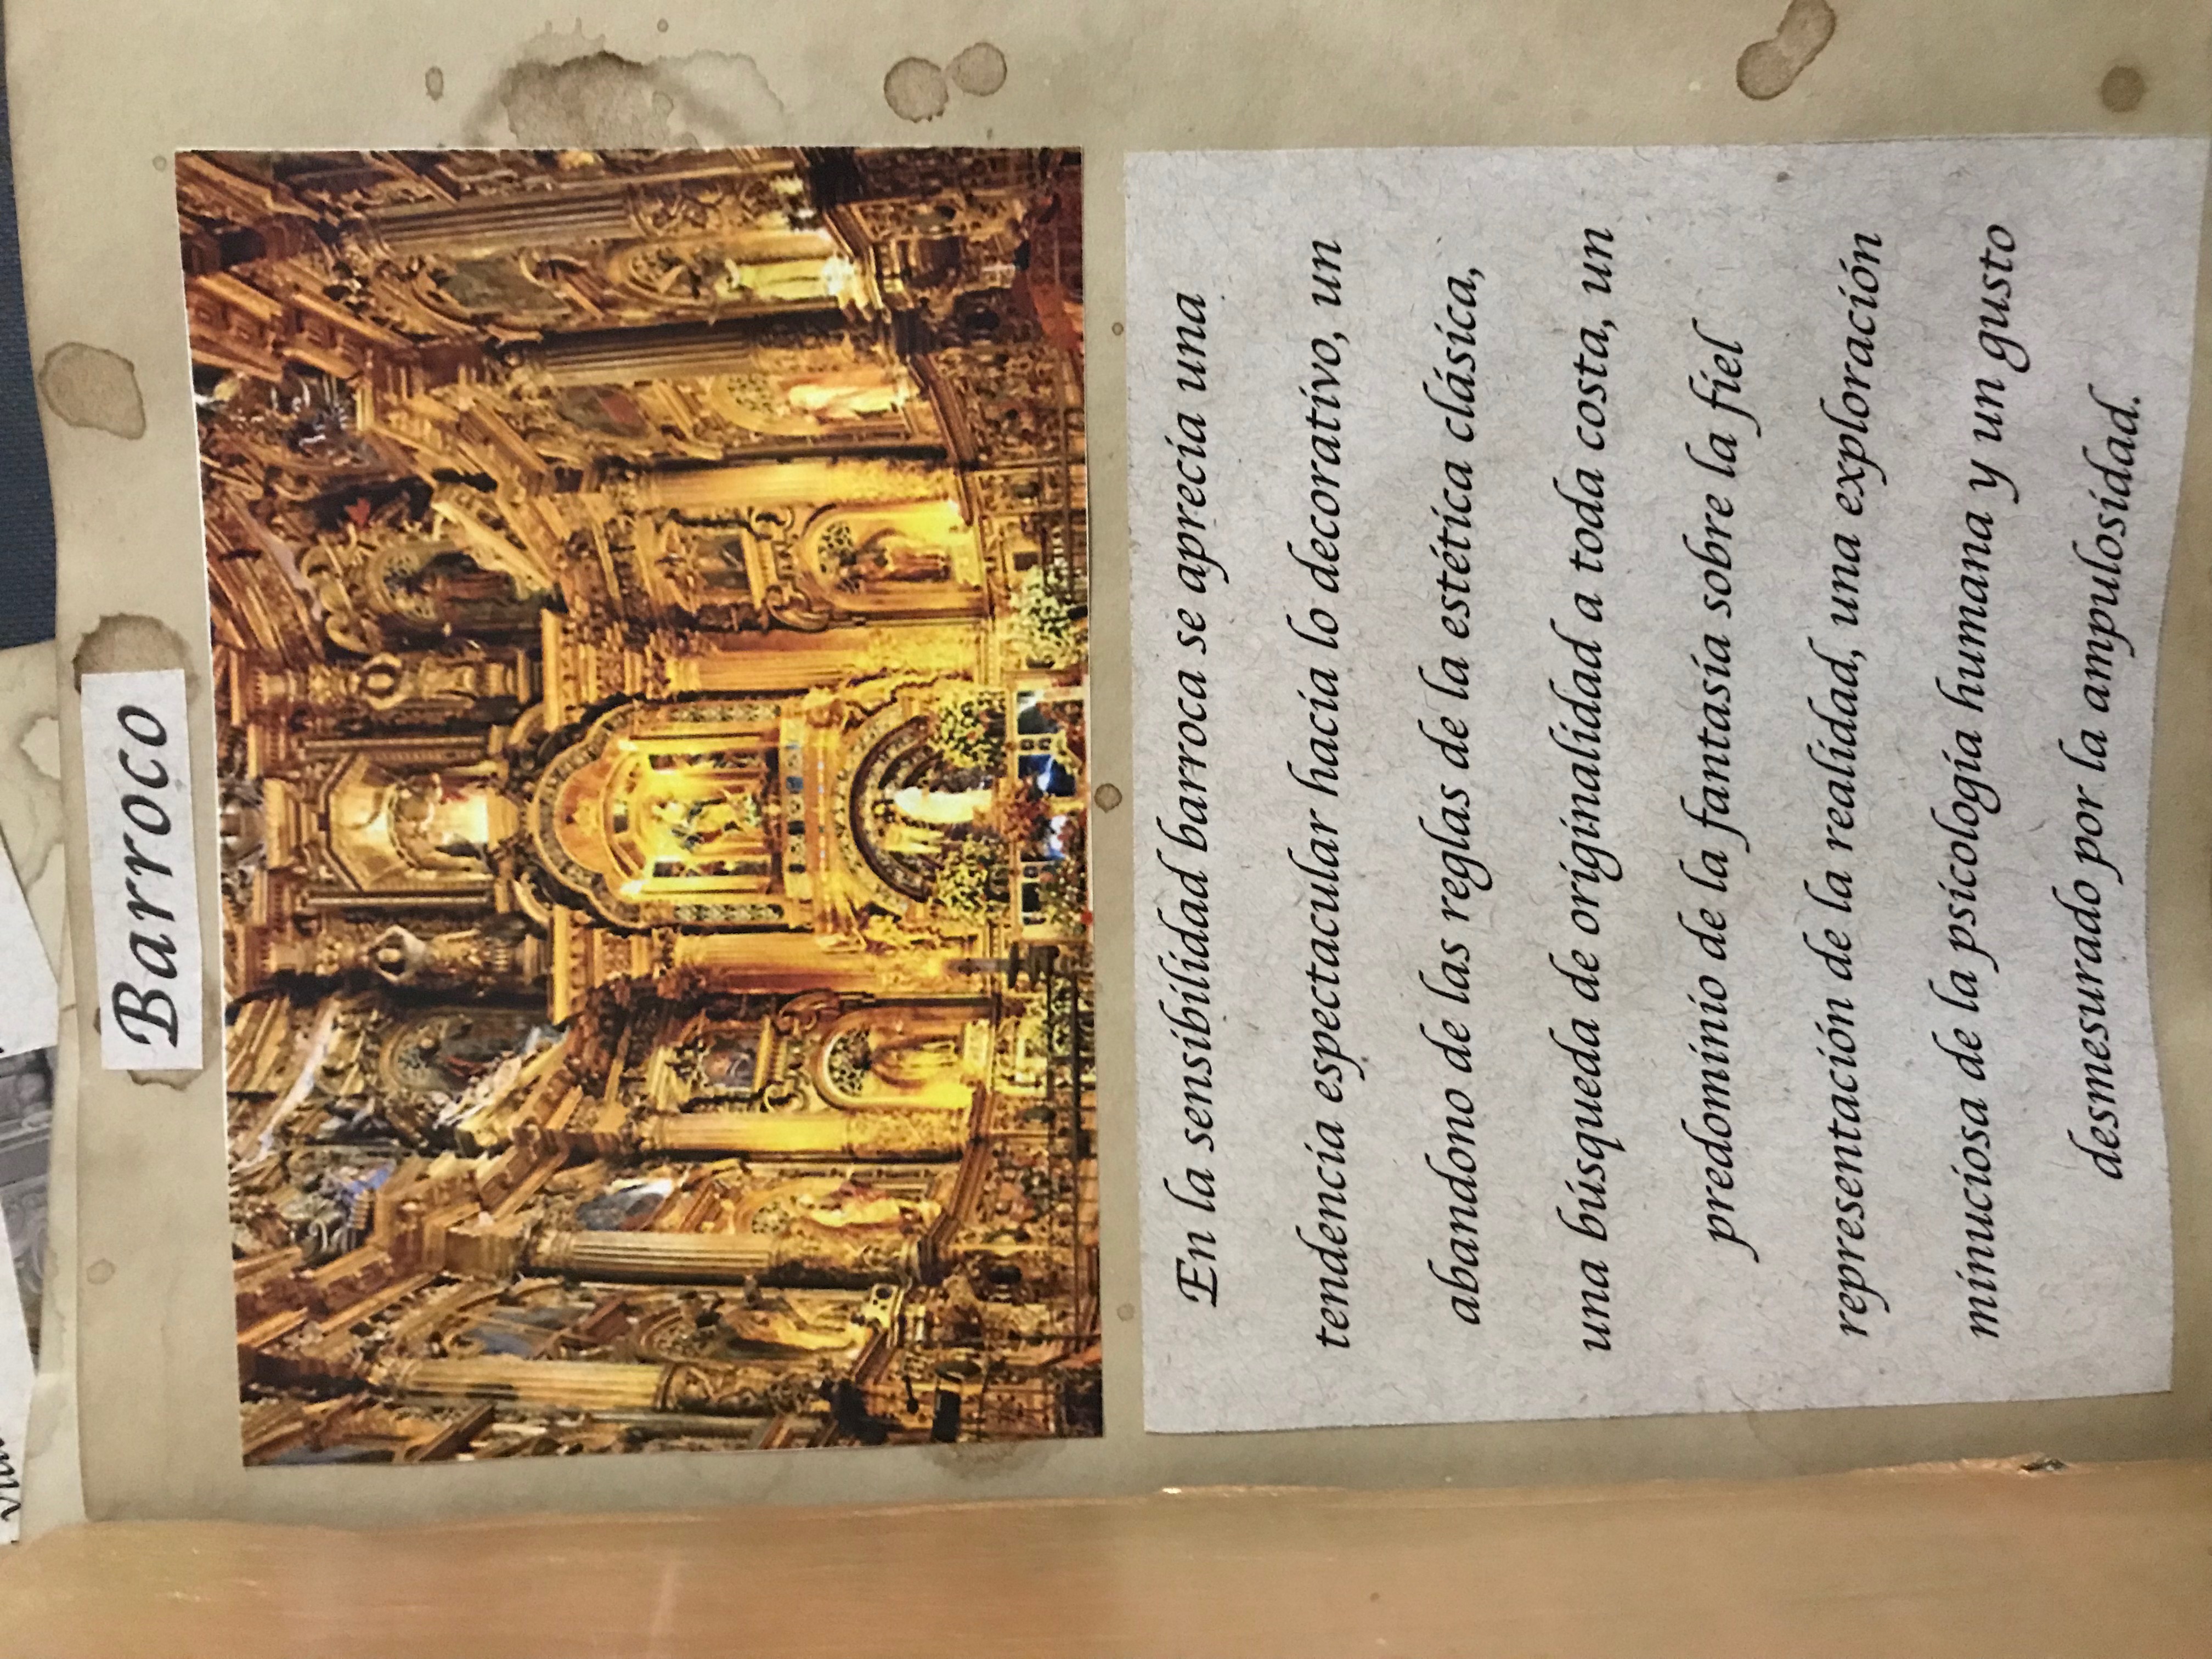 Barroco
En la sensibilidad barroca se aprecia una
tendencia espectacular hacia lo decorativo, un
abandono de las reglas de la estética clásica,
una búsqueda de originalidad a toda costa, un
predominio de la fantasía sobre la fiel
representación de la realidad, una exploración
minuciosa de la psicología humana y un gusto
desmesurado por la ampulosidad.